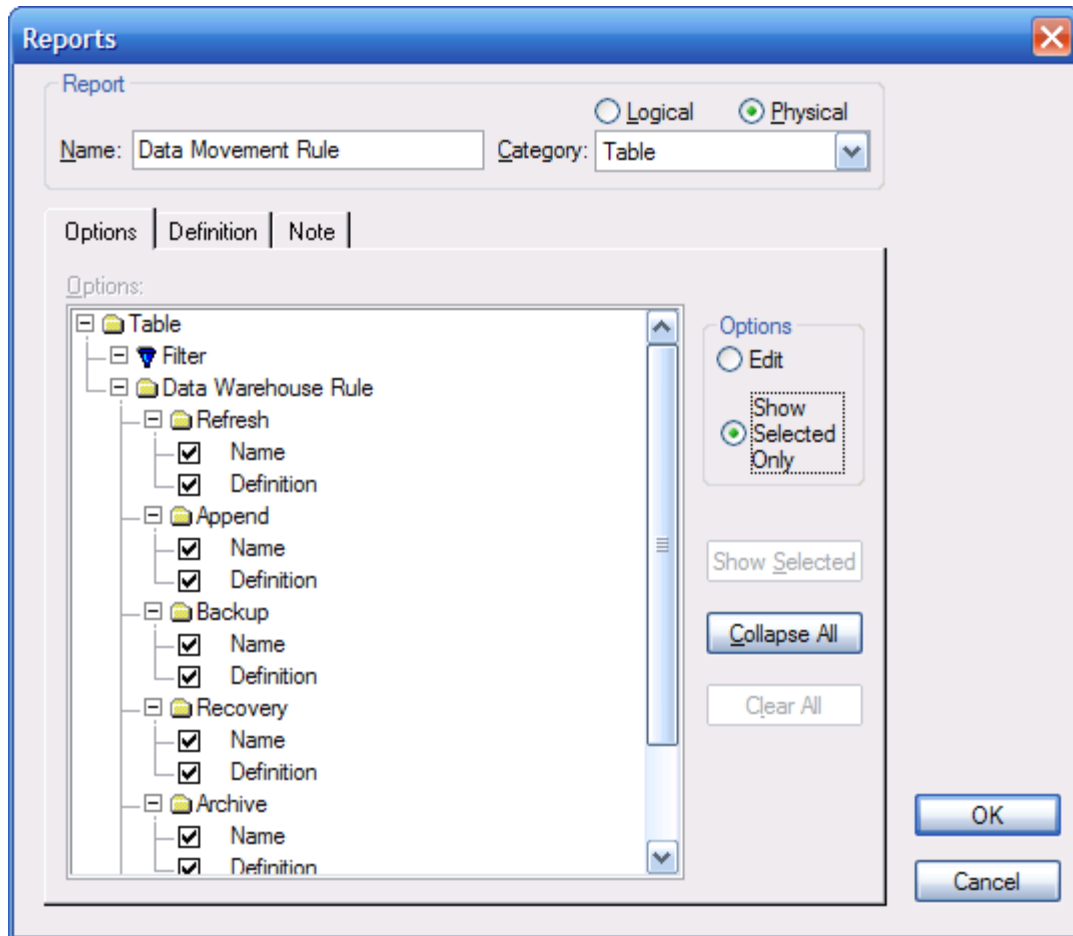 Reports
Report
Logical Physical
Name: Data Movement Rule Category: Table
Options Definition Note
Options:
Table
Filter
Data Warehouse Rule
Refresh
Name
Definition
Append
Name
Definition
Backup
Name
Definition
Recovery
Name
Definition
Archive
Name
Definition
Options
Edit
Show
Selected
Only
Show Selected
Collapse All
Clear All
OK
Cancel